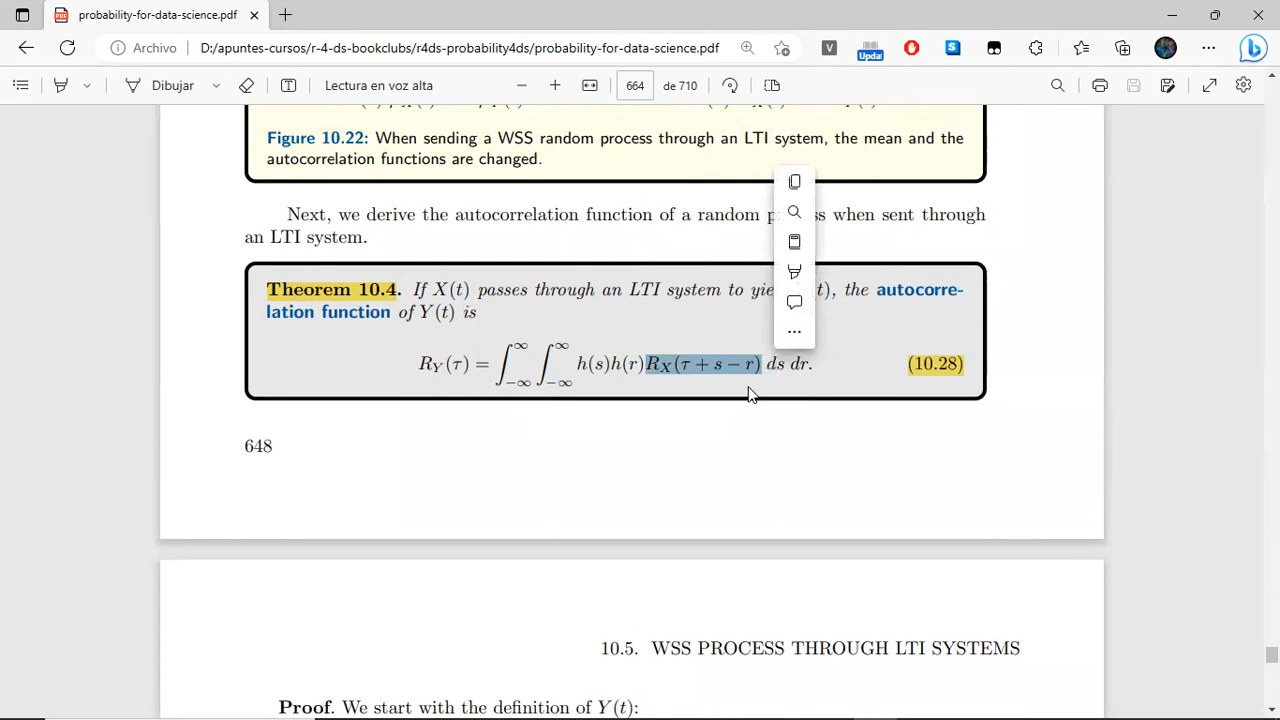 probability-for-data-science.pdf
Archivo D:/apuntes-cursos/r-4-ds-bookclubs/r4ds-probability4ds/probability-for-data-science.pdf
Updat
Dibujar Lectura en voz alta 664 de 710
Figure 10.22: When sending a WSS random process through an LTI system, the mean and the
autocorrelation functions are changed.
Next, we derive the autocorrelation function of a random p ss when sent through
an LTI system.
Theorem 10.4. If X(t) passes through an LTI system to yie t), the autocorre-
lation function of Y(t) is
R_Y(τ) = ∫_{−∞}^{∞} ∫_{−∞}^{∞} h(s)h(r)R_X(τ + s − r) ds dr. (10.28)
648
10.5. WSS PROCESS THROUGH LTI SYSTEMS
Proof. We start with the definition of Y(t):